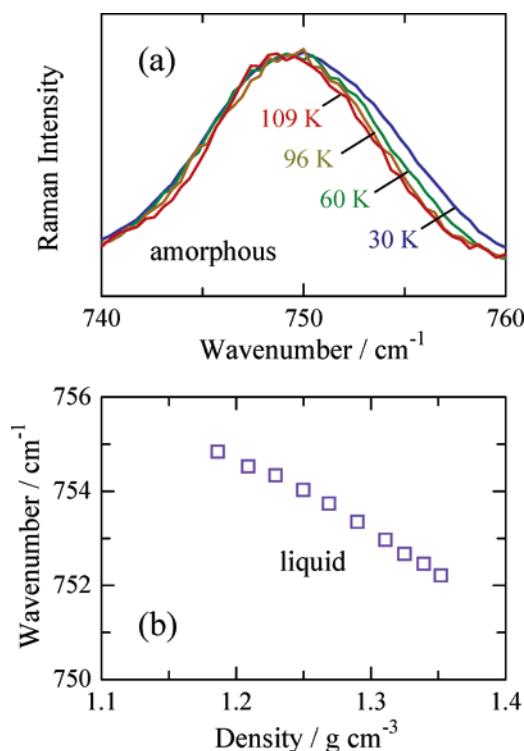 (a)
109 K
96 K
60 K
30 K
amorphous
Raman Intensity
740 750 760
Wavenumber / cm⁻¹
756
754
752
750
Wavenumber / cm⁻¹
liquid
(b)
1.1 1.2 1.3 1.4
Density / g cm⁻³